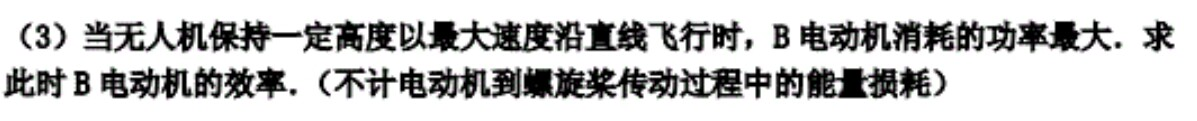 （3）当无人机保持一定高度以最大速度沿直线飞行时，B 电动机消耗的功率最大．求
此时 B 电动机的效率．（不计电动机到螺旋桨传动过程中的能量损耗）